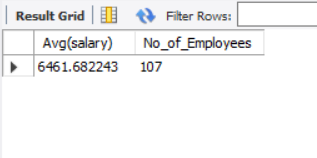 Result Grid Filter Rows:
Avg(salary) No_of_Employees
6461.682243 107